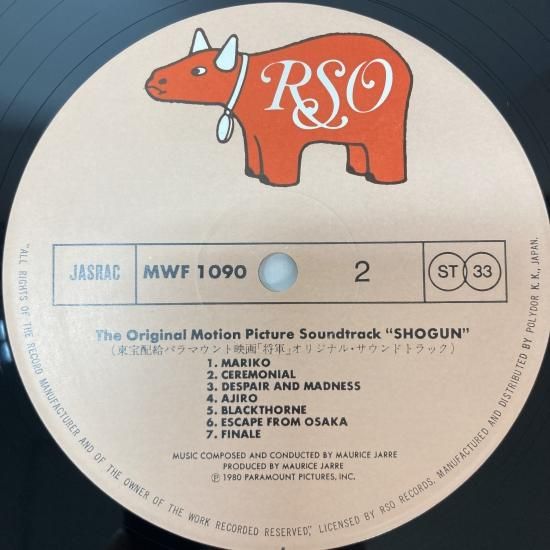 RSO
JASRAC MWF 1090 2 ST 33
The Original Motion Picture Soundtrack “SHOGUN”
(東宝配給パラマウント映画「将軍」オリジナル・サウンドトラック)
1. MARIKO
2. CEREMONIAL
3. DESPAIR AND MADNESS
4. AJIRO
5. BLACKTHORNE
6. ESCAPE FROM OSAKA
7. FINALE
MUSIC COMPOSED AND CONDUCTED BY MAURICE JARRE
PRODUCED BY MAURICE JARRE
Ⓟ 1980 PARAMOUNT PICTURES, INC.
“ALL RIGHTS OF THE RECORD MANUFACTURER AND OF THE OWNER OF THE WORK RECORDED RESERVED,” LICENSED BY RSO RECORDS. MANUFACTURED AND DISTRIBUTED BY POLYDOR K. K., JAPAN.